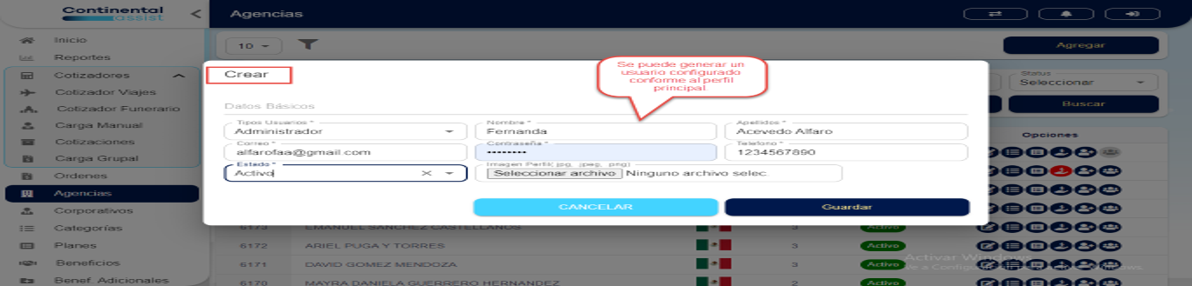 Continental
assist
Agencias
Inicio
Reportes
Cotizadores
Cotizador Viajes
Cotizador Funerario
Carga Manual
Cotizaciones
Carga Grupal
Ordenes
Agencias
Corporativos
Categorías
Planes
Beneficios
Benef. Adicionales
10
Agregar
Status
Seleccionar
Buscar
Opciones
Crear
Se puede generar un
usuario configurado
conforme al perfil
principal
Datos Básicos
Tipos Usuarios *
Administrador
Nombre *
Fernanda
Apellidos *
Acevedo Alfaro
Correo *
alfarofaa@gmail.com
Contraseña *
••••••••
Telefono *
1234567890
Estado *
Activo
Imagen Perfil(.jpg, .jpeg, .png)
Seleccionar archivo Ninguno archivo selec.
CANCELAR
Guardar
6173 EMANUEL SANCHEZ CASTELLANOS 3 Activo
6172 ARIEL PUGA Y TORRES 3 Activo
6171 DAVID GOMEZ MENDOZA 3 Activo
6170 MAYRA DANIELA GUERRERO HERNANDEZ 2 Activo
Activar Windows